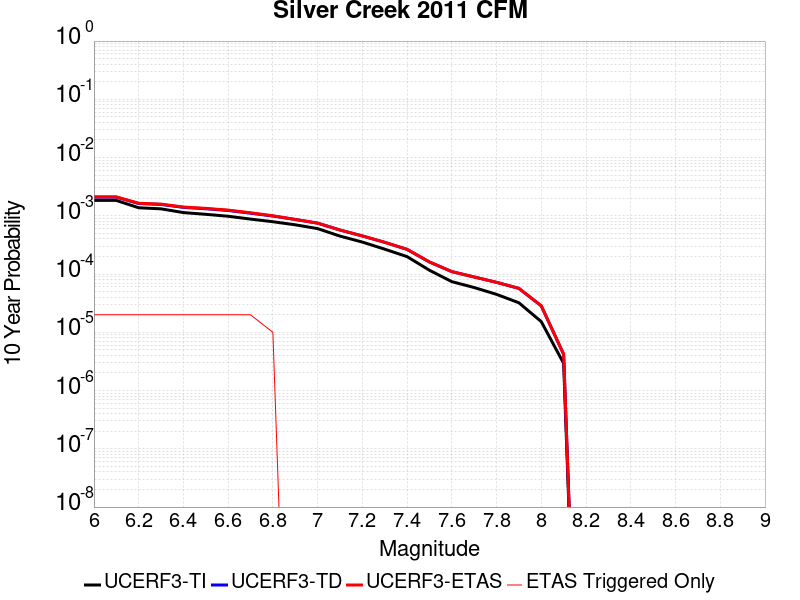 Silver Creek 2011 CFM
10 0
10 -1
10 -2
10 -3
10 -4
10 -5
10 -6
10 -7
10 -8
10 Year Probability
6 6.2 6.4 6.6 6.8 7 7.2 7.4 7.6 7.8 8 8.2 8.4 8.6 8.8 9
Magnitude
UCERF3-TI UCERF3-TD UCERF3-ETAS ETAS Triggered Only